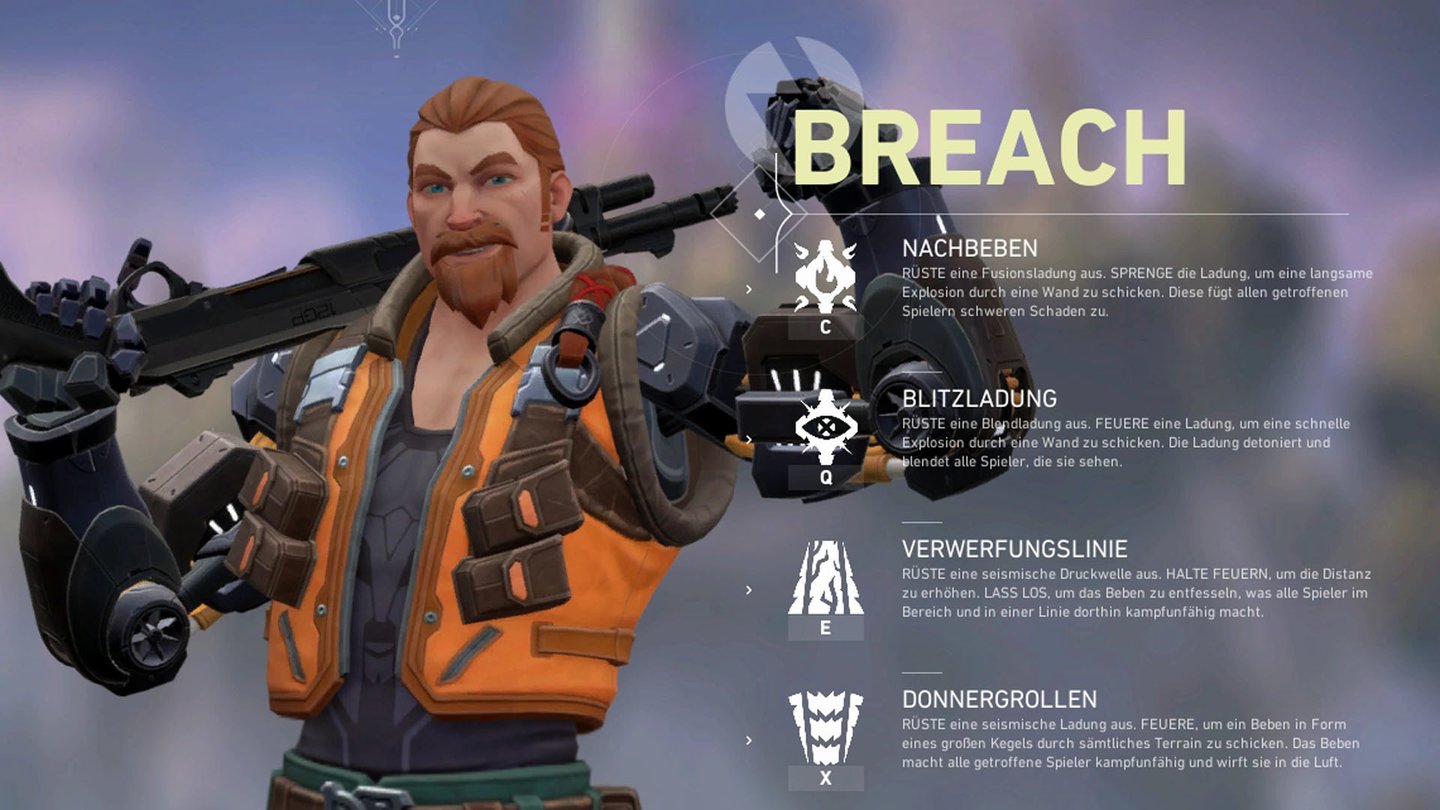 BREACH
NACHBEBEN
RÜSTE eine Fusionsladung aus. SPRENGE die Ladung, um eine langsame
Explosion durch eine Wand zu schicken. Diese fügt allen getroffenen
Spielern schweren Schaden zu.
C
BLITZLADUNG
RÜSTE eine Blendladung aus. FEUERE eine Ladung, um eine schnelle
Explosion durch eine Wand zu schicken. Die Ladung detoniert und
blendet alle Spieler, die sie sehen.
Q
VERWERFUNGSLINIE
RÜSTE eine seismische Druckwelle aus. HALTE FEUERN, um die Distanz
zu erhöhen. LASS LOS, um das Beben zu entfesseln, was alle Spieler im
Bereich und in einer Linie dorthin kampfunfähig macht.
E
DONNERGROLLEN
RÜSTE eine seismische Ladung aus. FEUERE, um ein Beben in Form
eines großen Kegels durch sämtliches Terrain zu schicken. Das Beben
macht alle getroffene Spieler kampfunfähig und wirft sie in die Luft.
X